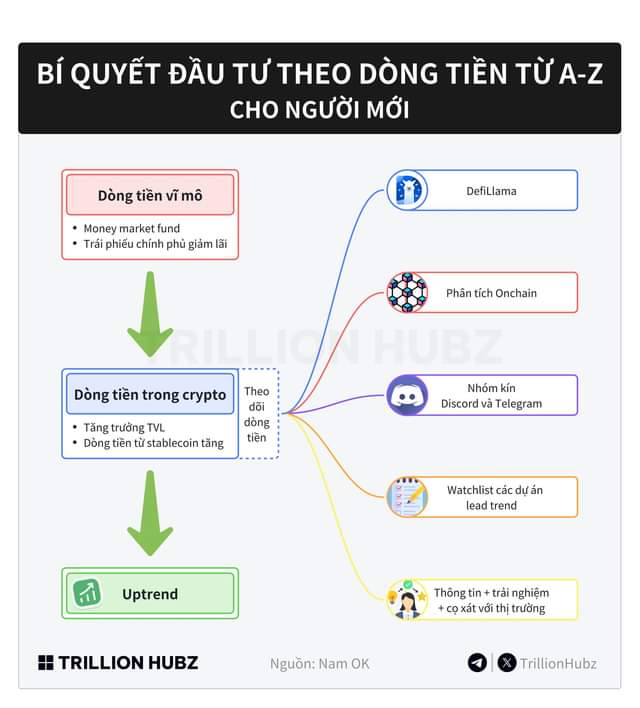 BÍ QUYẾT ĐẦU TƯ THEO DÒNG TIỀN TỪ A-Z
CHO NGƯỜI MỚI
Dòng tiền vĩ mô
• Money market fund
• Trái phiếu chính phủ giảm lãi
TRILLION HUBZ
Dòng tiền trong crypto
• Tăng trưởng TVL
• Dòng tiền từ stablecoin tăng
Theo
dõi
dòng
tiền
Uptrend
DefiLlama
Phân tích Onchain
Nhóm kín
Discord và Telegram
Watchlist các dự án
lead trend
Thông tin + trải nghiệm
+ cọ xát với thị trường
TRILLION HUBZ
Nguồn: Nam OK
TrillionHubz